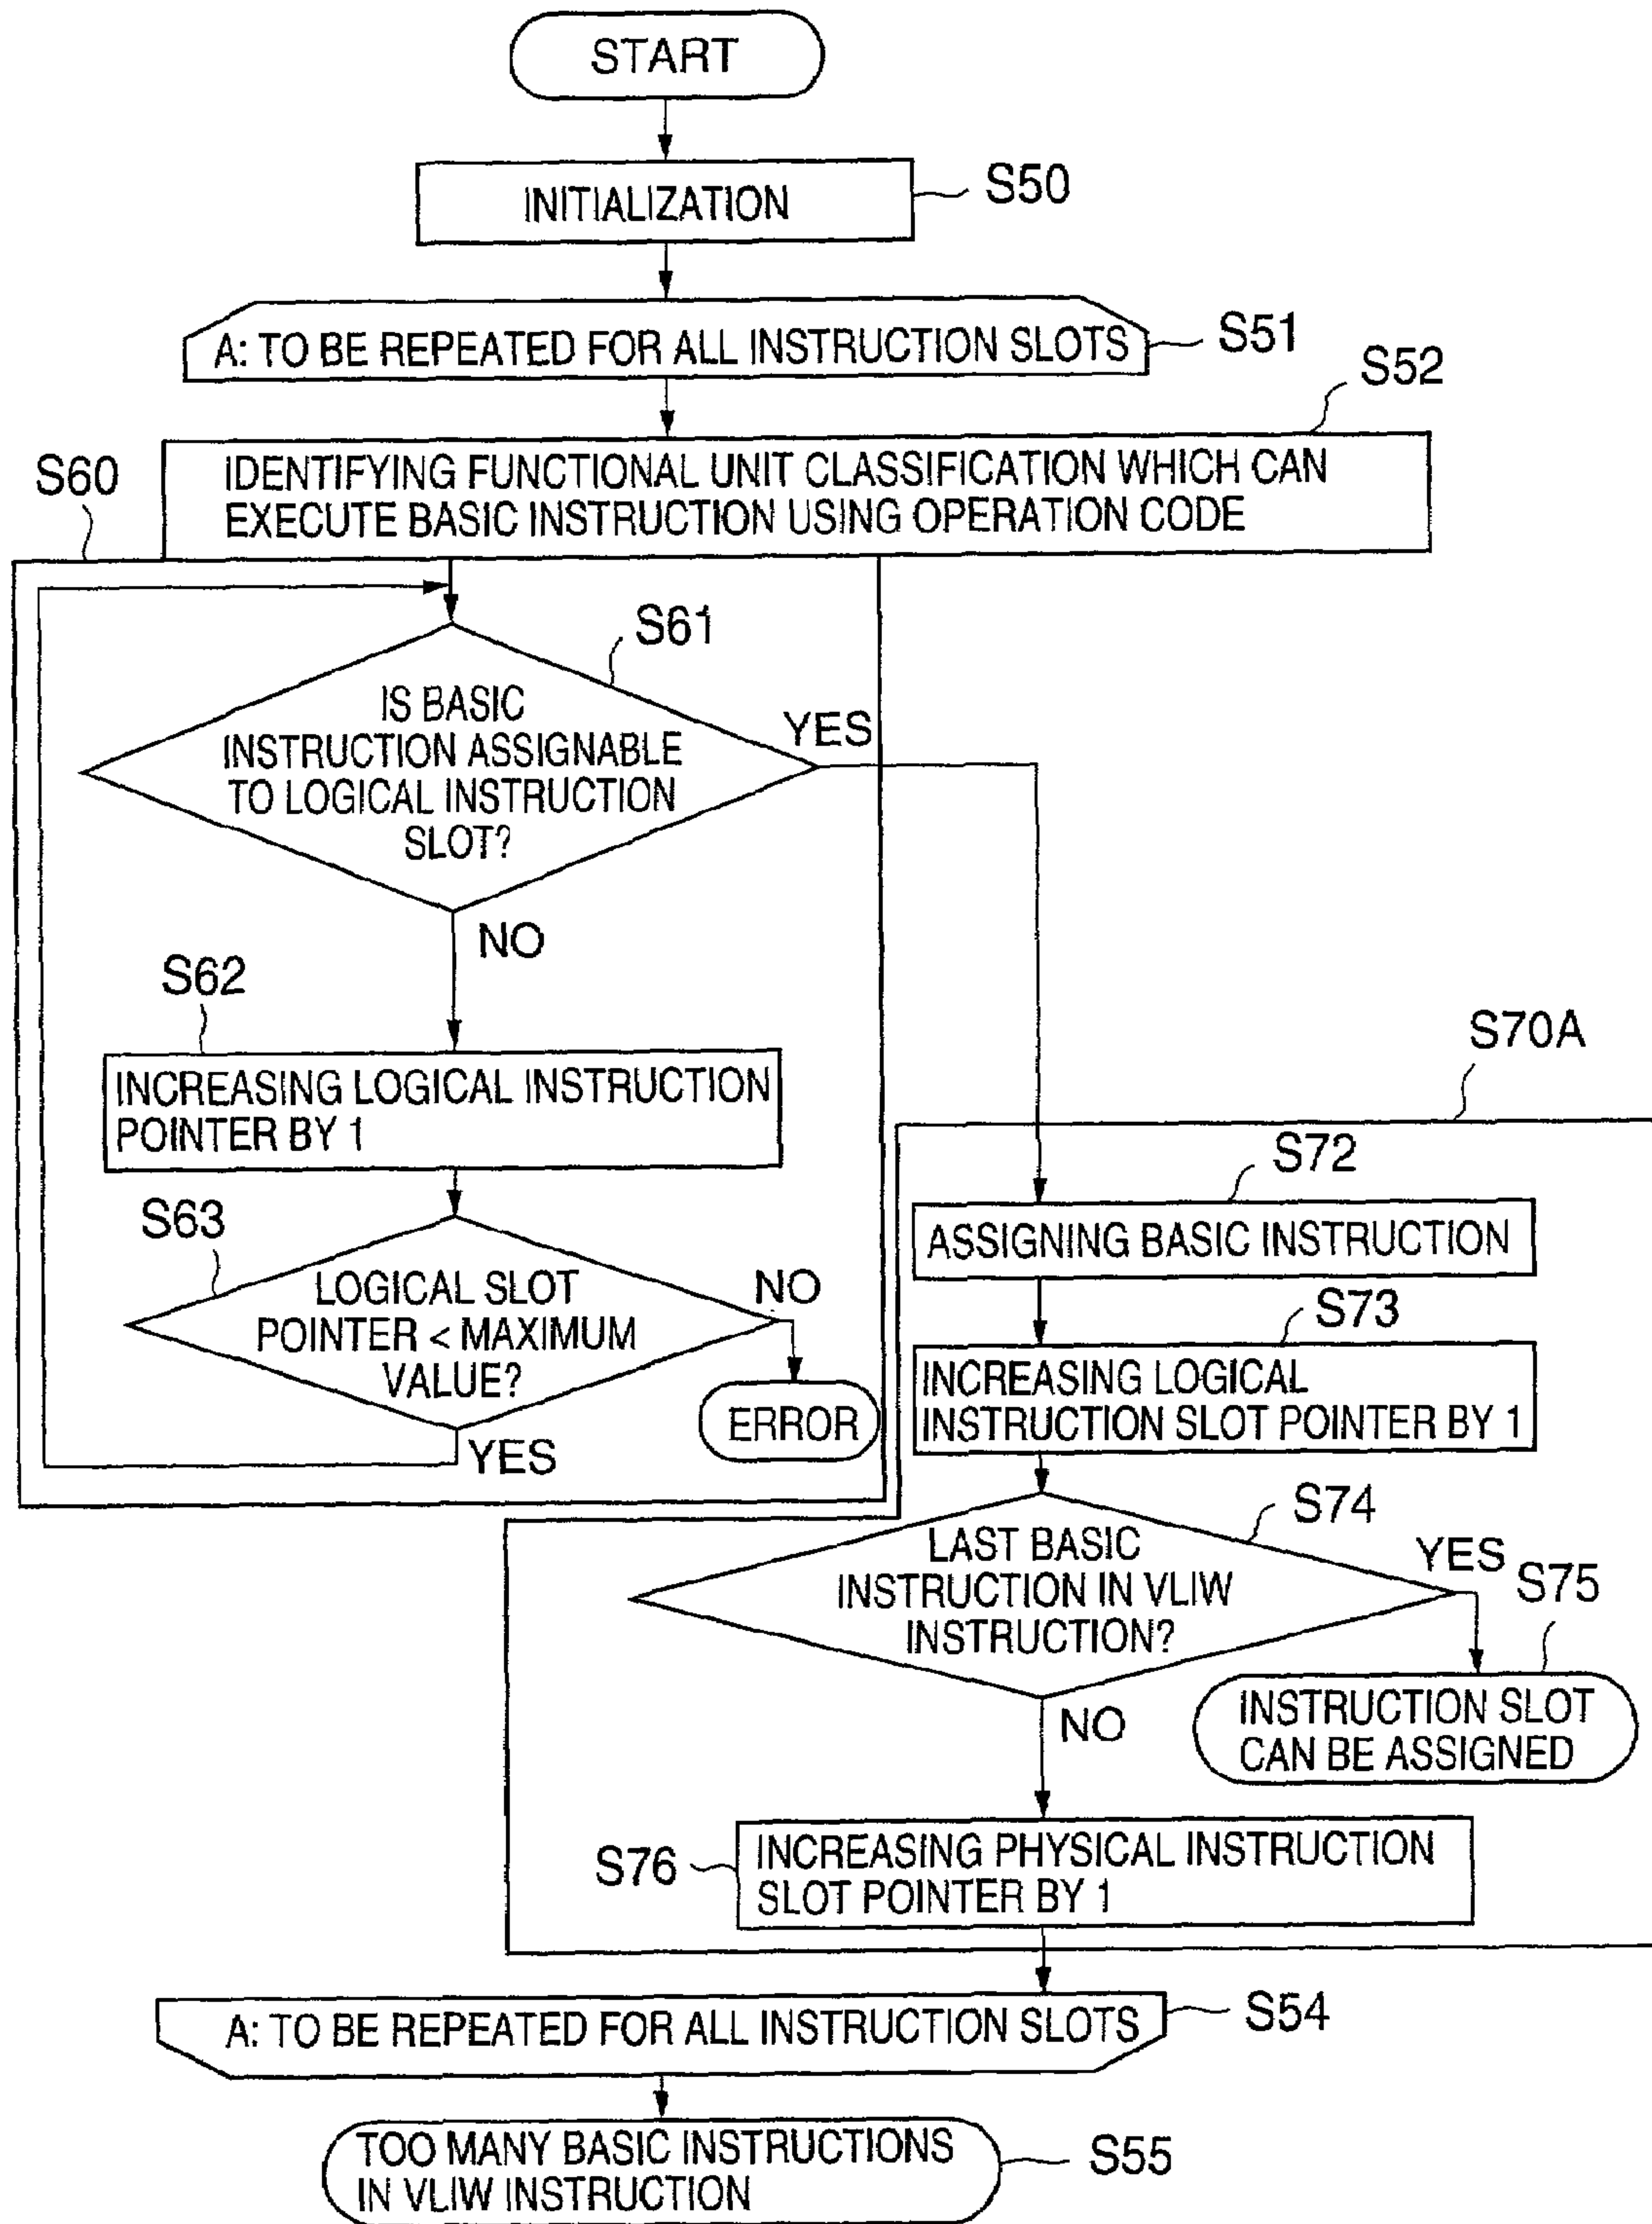 START
INITIALIZATION
S50
A: TO BE REPEATED FOR ALL INSTRUCTION SLOTS
S51
S52
IDENTIFYING FUNCTIONAL UNIT CLASSIFICATION WHICH CAN
EXECUTE BASIC INSTRUCTION USING OPERATION CODE
S60
S61
IS BASIC
INSTRUCTION ASSIGNABLE
TO LOGICAL INSTRUCTION
SLOT?
YES
NO
S62
INCREASING LOGICAL INSTRUCTION
POINTER BY 1
S63
LOGICAL SLOT
POINTER < MAXIMUM
VALUE?
NO
ERROR
YES
S70A
S72
ASSIGNING BASIC INSTRUCTION
S73
INCREASING LOGICAL
INSTRUCTION SLOT POINTER BY 1
S74
LAST BASIC
INSTRUCTION IN VLIW
INSTRUCTION?
YES
S75
INSTRUCTION SLOT
CAN BE ASSIGNED
NO
S76
INCREASING PHYSICAL INSTRUCTION
SLOT POINTER BY 1
A: TO BE REPEATED FOR ALL INSTRUCTION SLOTS
S54
TOO MANY BASIC INSTRUCTIONS
IN VLIW INSTRUCTION
S55